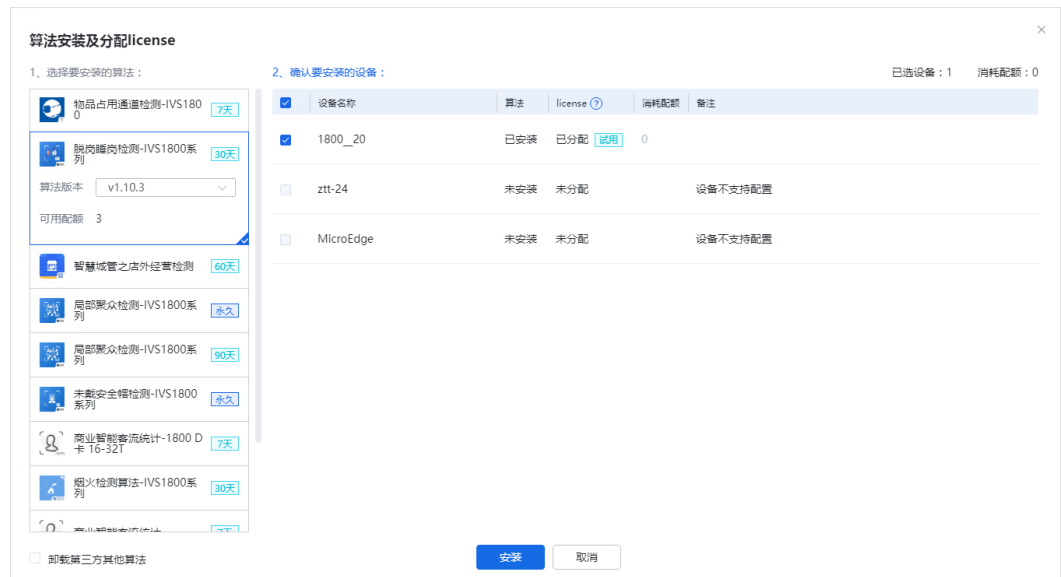 算法安装及分配license
1、选择要安装的算法：
2、确认要安装的设备：
已选设备：1
消耗配额：0
物品占用通道检测-IVS180
0
7天
脱岗睡岗检测-IVS1800系
列
30天
算法版本
v1.10.3
可用配额 3
智慧城管之店外经营检测
60天
局部聚众检测-IVS1800系
列
永久
局部聚众检测-IVS1800系
列
90天
未戴安全帽检测-IVS1800
系列
永久
商业智能客流统计-1800 D
卡 16-32T
7天
烟火检测算法-IVS1800系
列
30天
商业智能客流统计
7天
设备名称 算法 license ? 消耗配额 备注
1800__20 已安装 已分配 试用 0
ztt-24 未安装 未分配 设备不支持配置
MicroEdge 未安装 未分配 设备不支持配置
卸载第三方其他算法
安装
取消